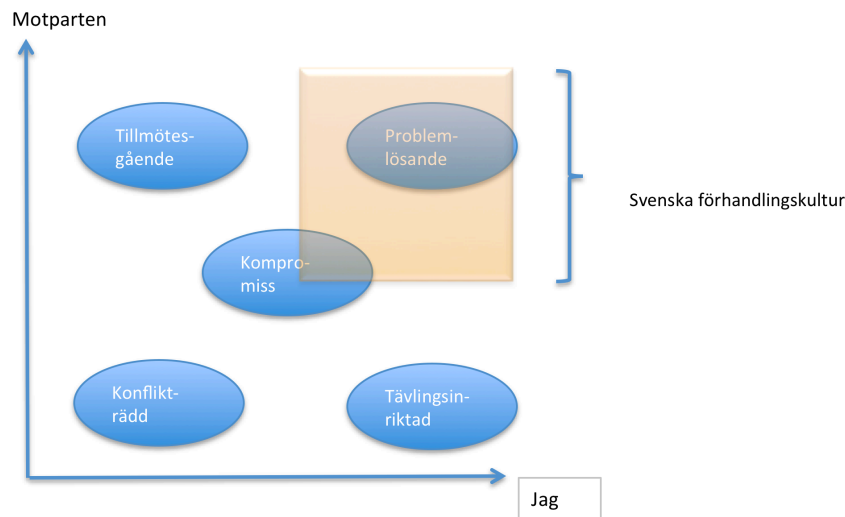 Motparten
Tillmötes-
gående
Problem-
lösande
Svenska förhandlingskultur
Kompro-
miss
Konflikt-
rädd
Tävlingsin-
riktad
Jag